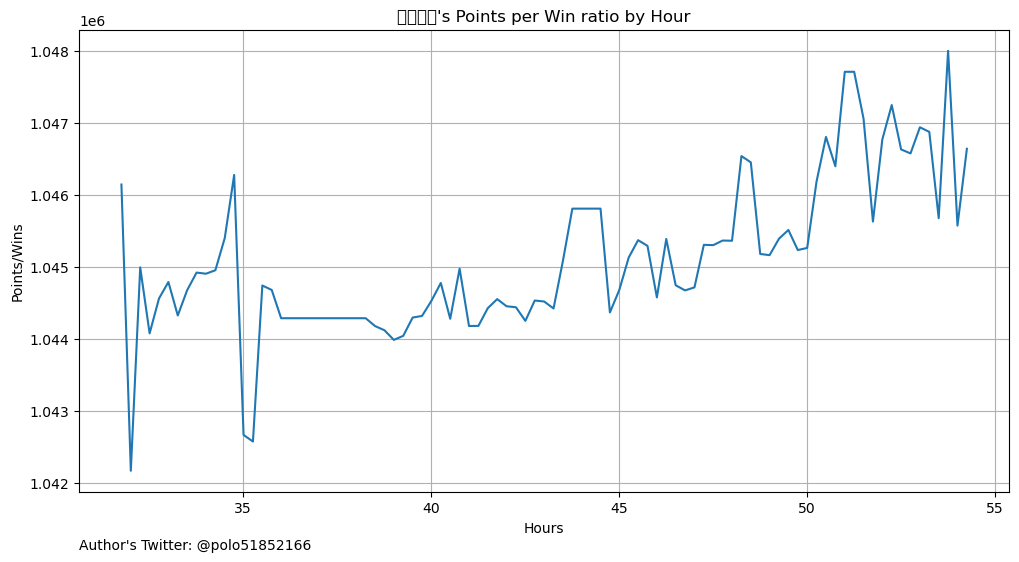 's Points per Win ratio by Hour
1e6
1.048
1.047
1.046
1.045
1.044
1.043
1.042
Points/Wins
35 40 45 50 55
Hours
Author's Twitter: @polo51852166